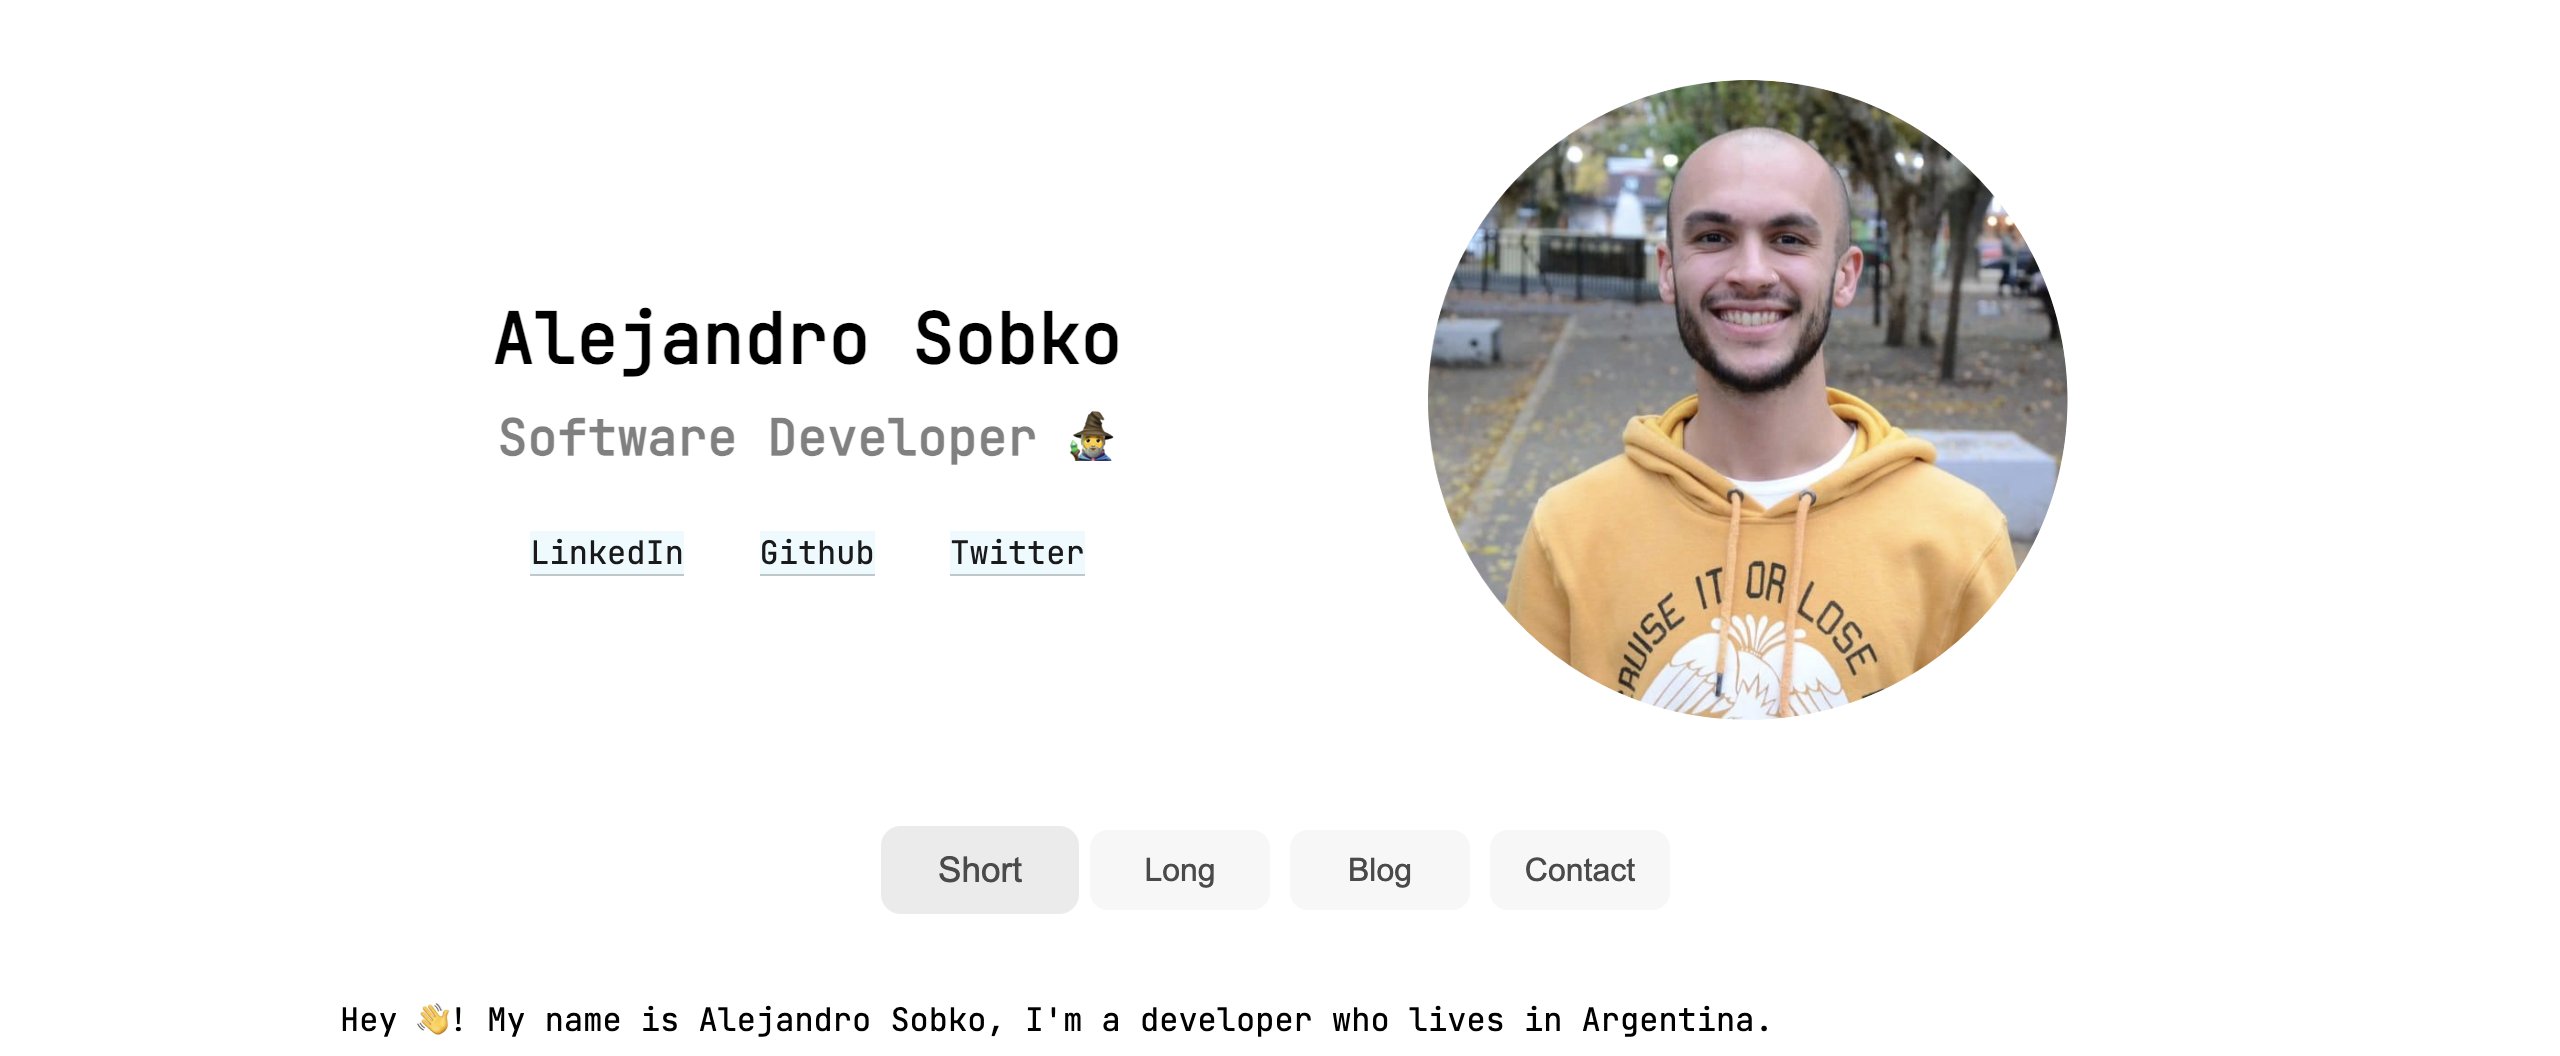 Alejandro Sobko
Software Developer 🧙‍♂️
LinkedIn Github Twitter
CRUISE IT OR LOSE
Short Long Blog Contact
Hey 👋! My name is Alejandro Sobko, I'm a developer who lives in Argentina.